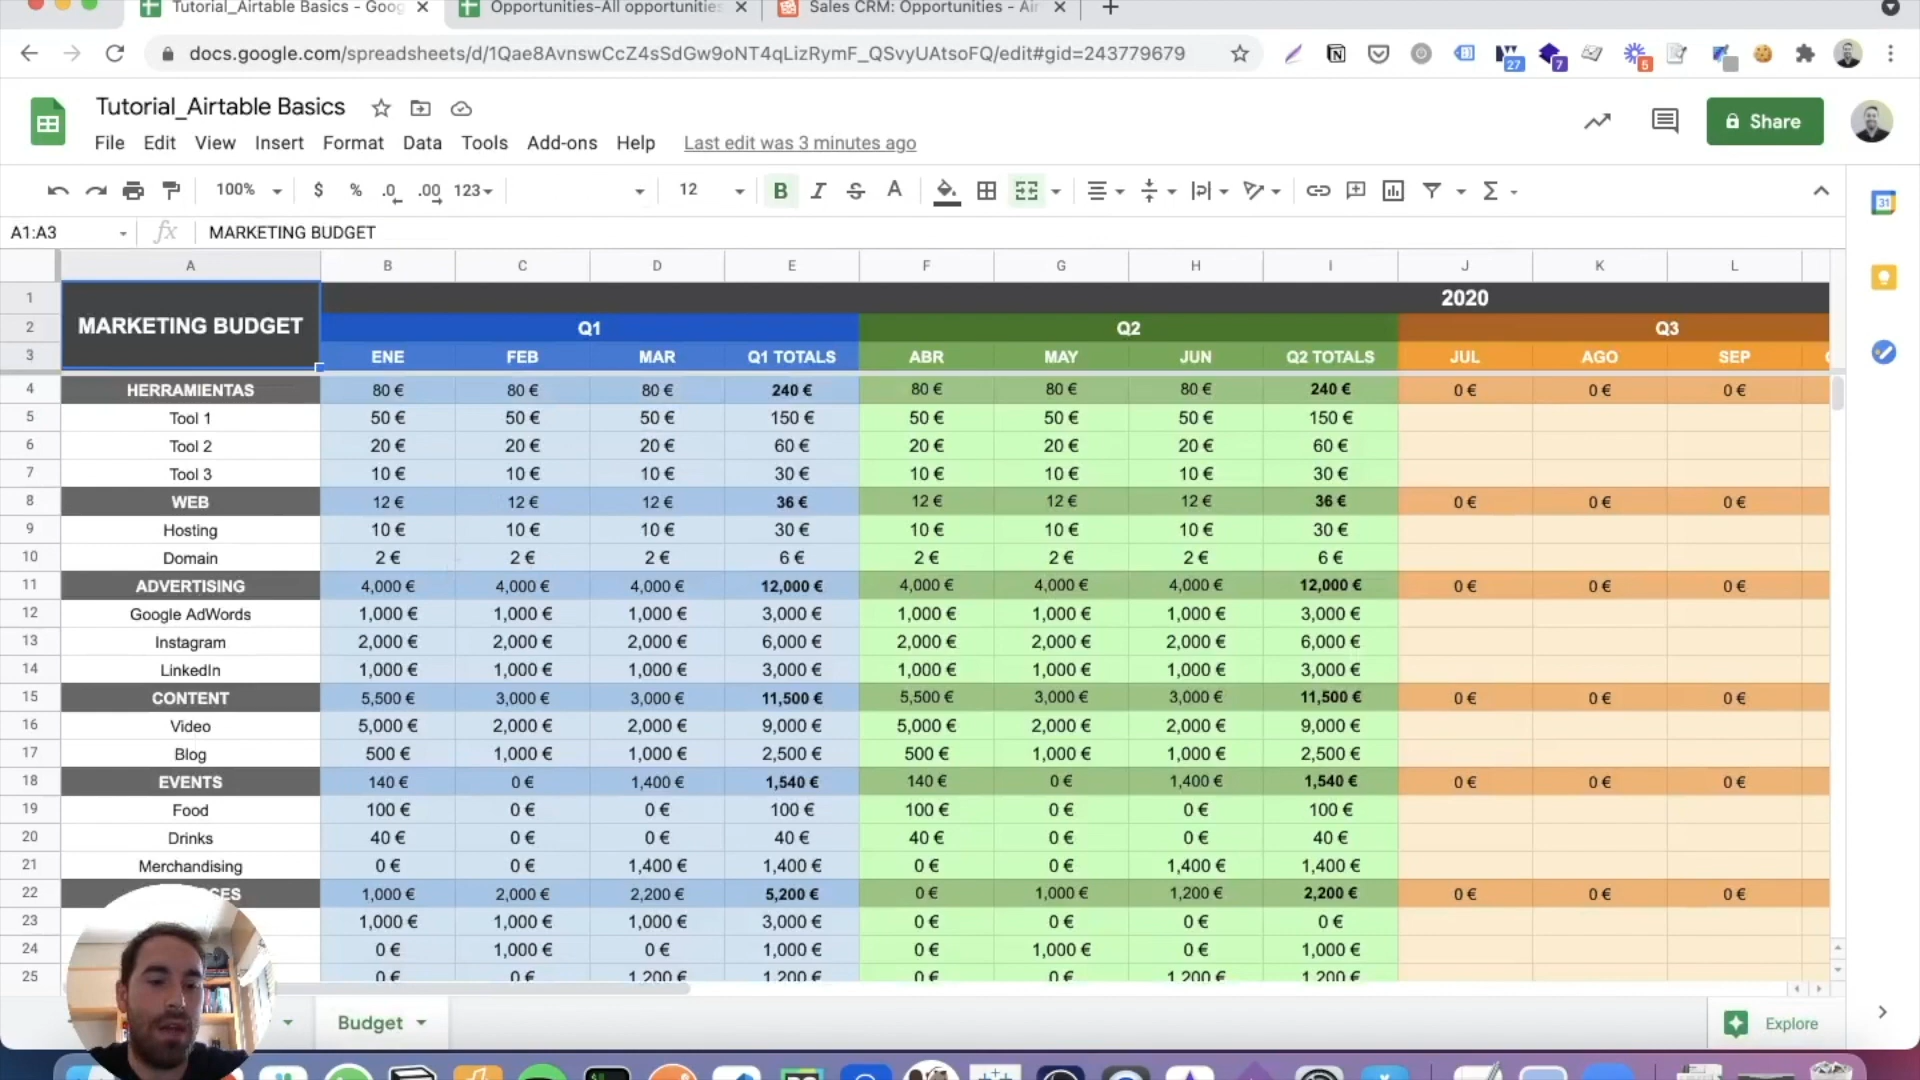 Tutorial_Airtable Basics - Goog
Opportunities-All opportunities
Sales CRM: Opportunities - Air
docs.google.com/spreadsheets/d/1Qae8AvnswCcZ4sSdGw9oNT4qLizRymF_QSvyUAtsoFQ/edit#gid=243779679
27
7
5
Tutorial_Airtable Basics
Share
File Edit View Insert Format Data Tools Add-ons Help Last edit was 3 minutes ago
100% $ % .0 .00 123 12 B I S A Σ
31
A1:A3 fx MARKETING BUDGET
A B C D E F G H I J K L
1 MARKETING BUDGET 2020
2 Q1 Q2 Q3
3 ENE FEB MAR Q1 TOTALS ABR MAY JUN Q2 TOTALS JUL AGO SEP
4 HERRAMIENTAS 80 € 80 € 80 € 240 € 80 € 80 € 80 € 240 € 0 € 0 € 0 €
5 Tool 1 50 € 50 € 50 € 150 € 50 € 50 € 50 € 150 €
6 Tool 2 20 € 20 € 20 € 60 € 20 € 20 € 20 € 60 €
7 Tool 3 10 € 10 € 10 € 30 € 10 € 10 € 10 € 30 €
8 WEB 12 € 12 € 12 € 36 € 12 € 12 € 12 € 36 € 0 € 0 € 0 €
9 Hosting 10 € 10 € 10 € 30 € 10 € 10 € 10 € 30 €
10 Domain 2 € 2 € 2 € 6 € 2 € 2 € 2 € 6 €
11 ADVERTISING 4,000 € 4,000 € 4,000 € 12,000 € 4,000 € 4,000 € 4,000 € 12,000 € 0 € 0 € 0 €
12 Google AdWords 1,000 € 1,000 € 1,000 € 3,000 € 1,000 € 1,000 € 1,000 € 3,000 €
13 Instagram 2,000 € 2,000 € 2,000 € 6,000 € 2,000 € 2,000 € 2,000 € 6,000 €
14 LinkedIn 1,000 € 1,000 € 1,000 € 3,000 € 1,000 € 1,000 € 1,000 € 3,000 €
15 CONTENT 5,500 € 3,000 € 3,000 € 11,500 € 5,500 € 3,000 € 3,000 € 11,500 € 0 € 0 € 0 €
16 Video 5,000 € 2,000 € 2,000 € 9,000 € 5,000 € 2,000 € 2,000 € 9,000 €
17 Blog 500 € 1,000 € 1,000 € 2,500 € 500 € 1,000 € 1,000 € 2,500 €
18 EVENTS 140 € 0 € 1,400 € 1,540 € 140 € 0 € 1,400 € 1,540 € 0 € 0 € 0 €
19 Food 100 € 0 € 0 € 100 € 100 € 0 € 0 € 100 €
20 Drinks 40 € 0 € 0 € 40 € 40 € 0 € 0 € 40 €
21 Merchandising 0 € 0 € 1,400 € 1,400 € 0 € 0 € 1,400 € 1,400 €
22 CES 1,000 € 2,000 € 2,200 € 5,200 € 0 € 1,000 € 1,200 € 2,200 € 0 € 0 € 0 €
23 1,000 € 1,000 € 1,000 € 3,000 € 0 € 0 € 0 € 0 €
24 0 € 1,000 € 0 € 1,000 € 0 € 1,000 € 0 € 1,000 €
25 0 € 0 € 1,200 € 1,200 € 0 € 0 € 1,200 € 1,200 €
Budget
Explore